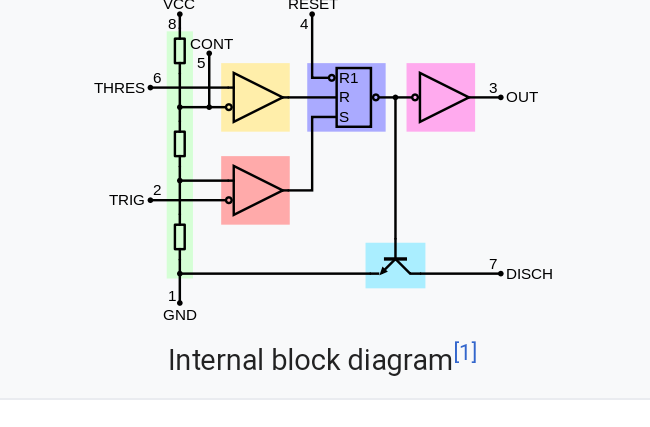 VCC
RESET
8
4
CONT
5
THRES
6
R1
R
S
3
OUT
TRIG
2
7
DISCH
1
GND
Internal block diagram[1]